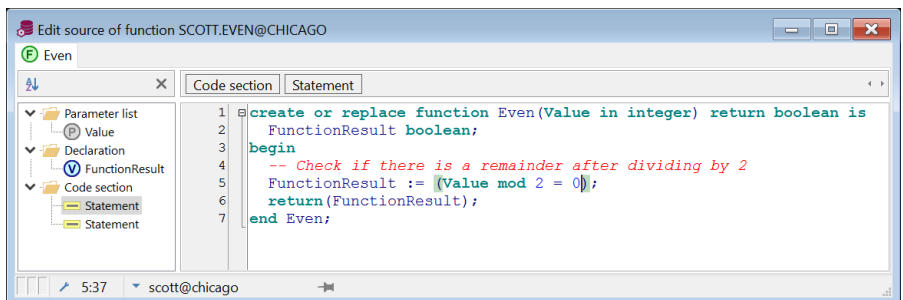 Edit source of function SCOTT.EVEN@CHICAGO
F Even
Code section Statement
Parameter list
P Value
Declaration
V FunctionResult
Code section
Statement
Statement
1 create or replace function Even(Value in integer) return boolean is
2 FunctionResult boolean;
3 begin
4 -- Check if there is a remainder after dividing by 2
5 FunctionResult := (Value mod 2 = 0);
6 return(FunctionResult);
7 end Even;
5:37 scott@chicago